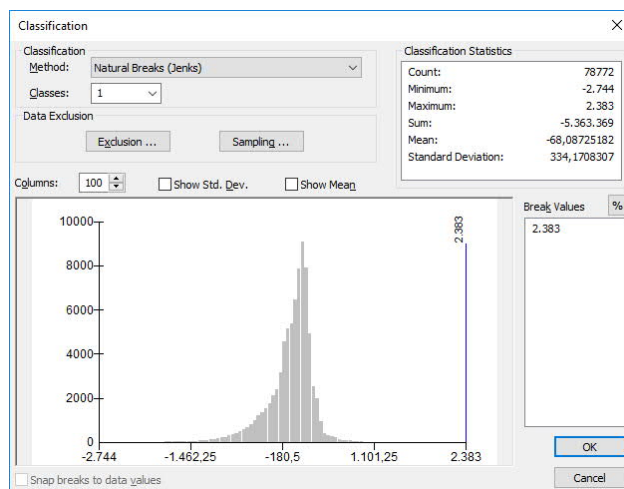 Classification
Classification
Method: Natural Breaks (Jenks)
Classes: 1
Data Exclusion
Exclusion ...
Sampling ...
Classification Statistics
Count: 78772
Minimum: -2.744
Maximum: 2.383
Sum: -5.363.369
Mean: -68,08725182
Standard Deviation: 334,1708307
Columns: 100 Show Std. Dev. Show Mean
Break Values %
2.383
2.383
10000
8000
6000
4000
2000
0
-2.744 -1.462,25 -180,5 1.101,25 2.383
Snap breaks to data values
OK
Cancel